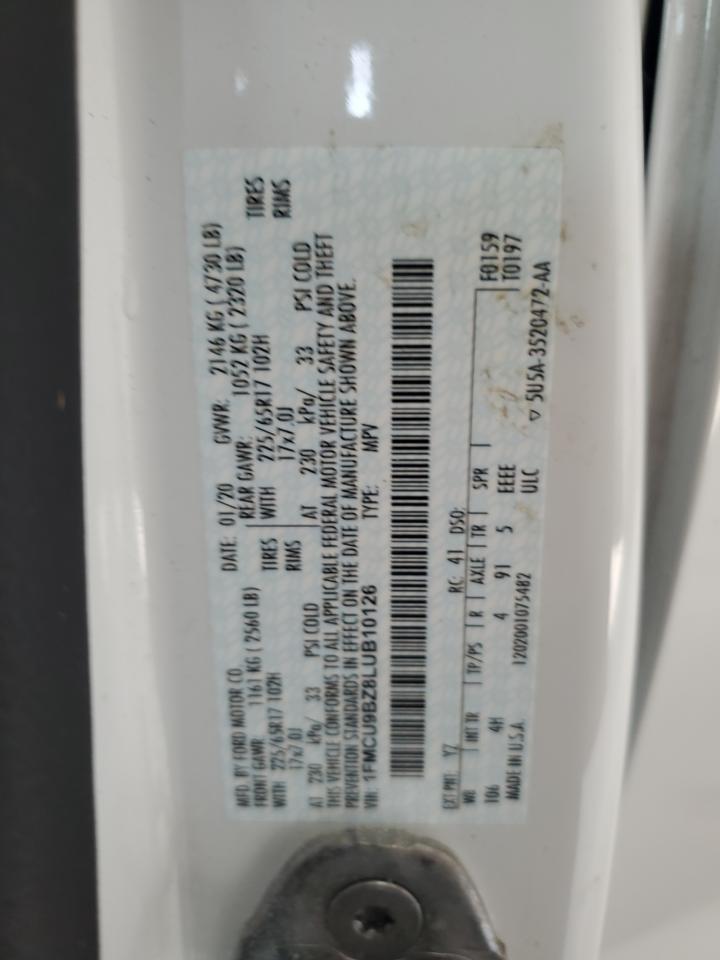 MFD. BY FORD MOTOR CO. DATE: 01/20 GVWR: 2146 KG ( 4730 LB)
FRONT GAWR: 1161 KG ( 2560 LB) REAR GAWR: 1052 KG ( 2320 LB)
WITH 225/65R17 102H TIRES WITH 225/65R17 102H TIRES
17x7.0J RIMS 17x7.0J RIMS
AT 230 kPa/ 33 PSI COLD AT 230 kPa/ 33 PSI COLD
THIS VEHICLE CONFORMS TO ALL APPLICABLE FEDERAL MOTOR VEHICLE SAFETY AND THEFT
PREVENTION STANDARDS IN EFFECT ON THE DATE OF MANUFACTURE SHOWN ABOVE.
VIN: 1FMCU9BZ8LUB10126 TYPE: MPV
F0159
T0197
EXT PNT: YZ RC: 41 DSO:
WB INT TR TP/PS R AXLE TR SPR
106 4H 4 91 5 EEEE
MADE IN U.S.A. 1202001075482 ULC ▽ 5U5A-3520472-AA